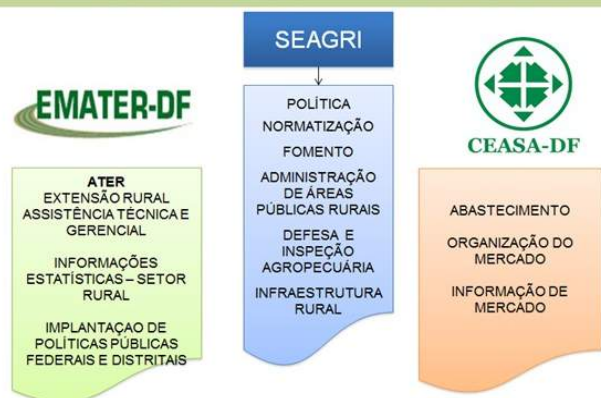 SEAGRI
EMATER-DF
CEASA-DF
ATER
EXTENSÃO RURAL
ASSISTÊNCIA TÉCNICA E
GERENCIAL
INFORMAÇÕES
ESTATÍSTICAS – SETOR
RURAL
IMPLANTAÇAO DE
POLÍTICAS PÚBLICAS
FEDERAIS E DISTRITAIS
POLÍTICA
NORMATIZAÇÃO
FOMENTO
ADMINISTRAÇÃO
DE ÁREAS
PÚBLICAS RURAIS
DEFESA E
INSPEÇÃO
AGROPECUÁRIA
INFRAESTRUTURA
RURAL
ABASTECIMENTO
ORGANIZAÇÃO DO
MERCADO
INFORMAÇÃO DE
MERCADO